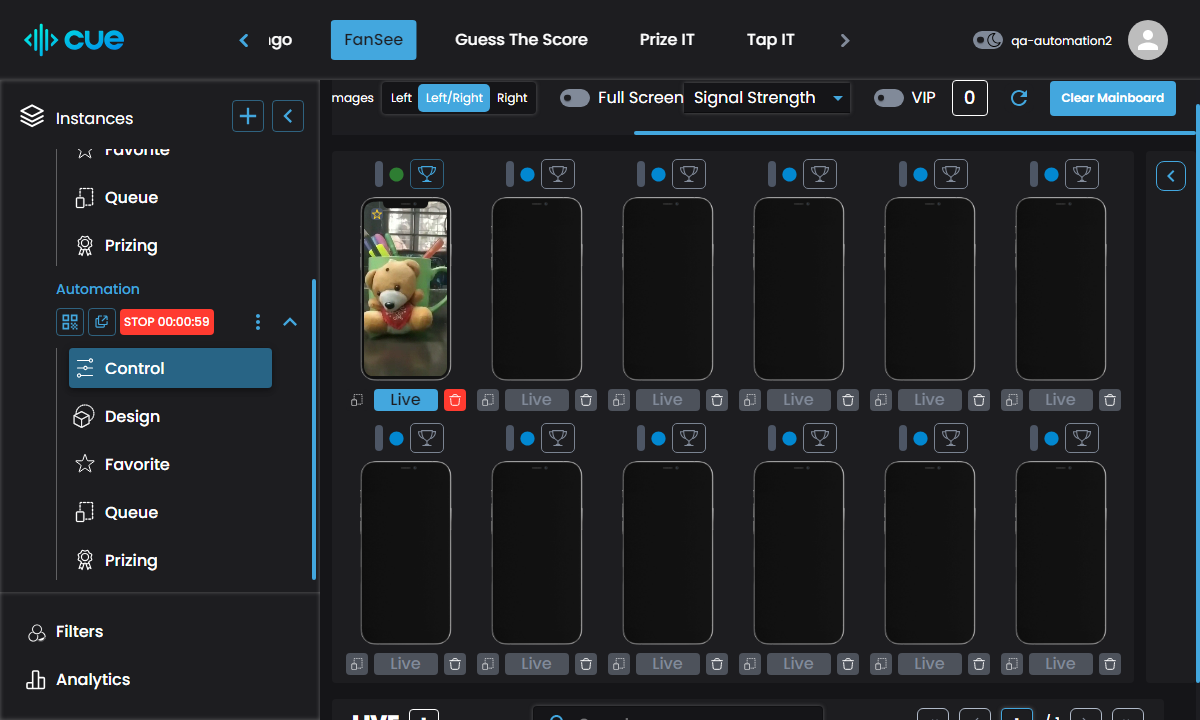 cue
FanSee
Guess The Score
Prize IT
Tap IT
qa-automation2
Instances
Favorite
Queue
Prizing
Automation
STOP 00:00:59
Control
Design
Favorite
Queue
Prizing
Filters
Analytics
Left
Left/Right
Right
Full Screen
Signal Strength
VIP
0
Clear Mainboard
Live
Live
Live
Live
Live
Live
Live
Live
Live
Live
Live
Live
LIVE